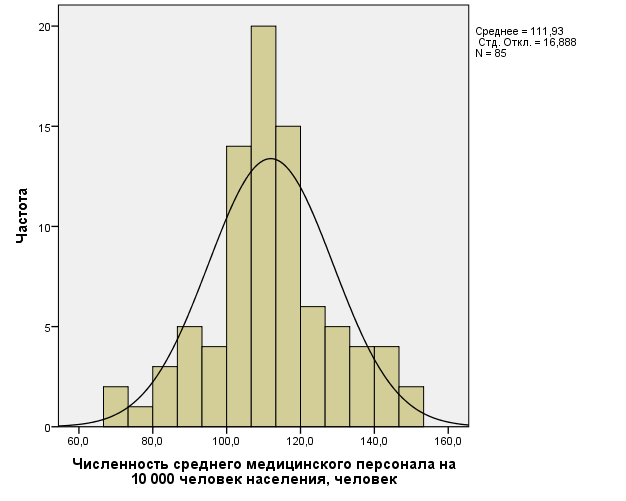 Среднее = 111,93
Стд. Откл. = 16,888
N = 85
20
15
10
5
0
Частота
60,0 80,0 100,0 120,0 140,0 160,0
Численность среднего медицинского персонала на
10 000 человек населения, человек